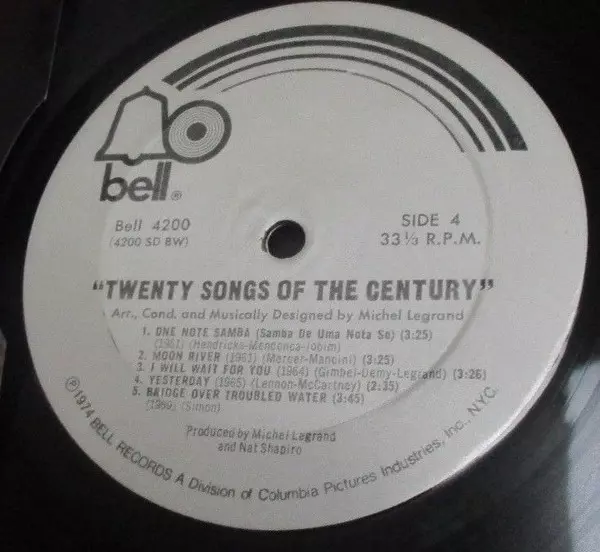 bell®
Bell 4200
(4200 SD BW)
SIDE 4
33⅓ R.P.M.
"TWENTY SONGS OF THE CENTURY"
Arr., Cond. and Musically Designed by Michel Legrand
1. ONE NOTE SAMBA (Samba De Uma Nota So) (3:25)
(1961) (Hendricks-Mendonca-Jobim)
2. MOON RIVER (1961) (Mercer-Mancini) (3:25)
3. I WILL WAIT FOR YOU (1964) (Gimbel-Demy-Legrand) (3:26)
4. YESTERDAY (1965) (Lennon-McCartney) (2:35)
5. BRIDGE OVER TROUBLED WATER (3:45)
(1969) (Simon)
Produced by Michel Legrand
and Nat Shapiro
℗1974 BELL RECORDS A Division of Columbia Pictures Industries, Inc., N.Y.C.